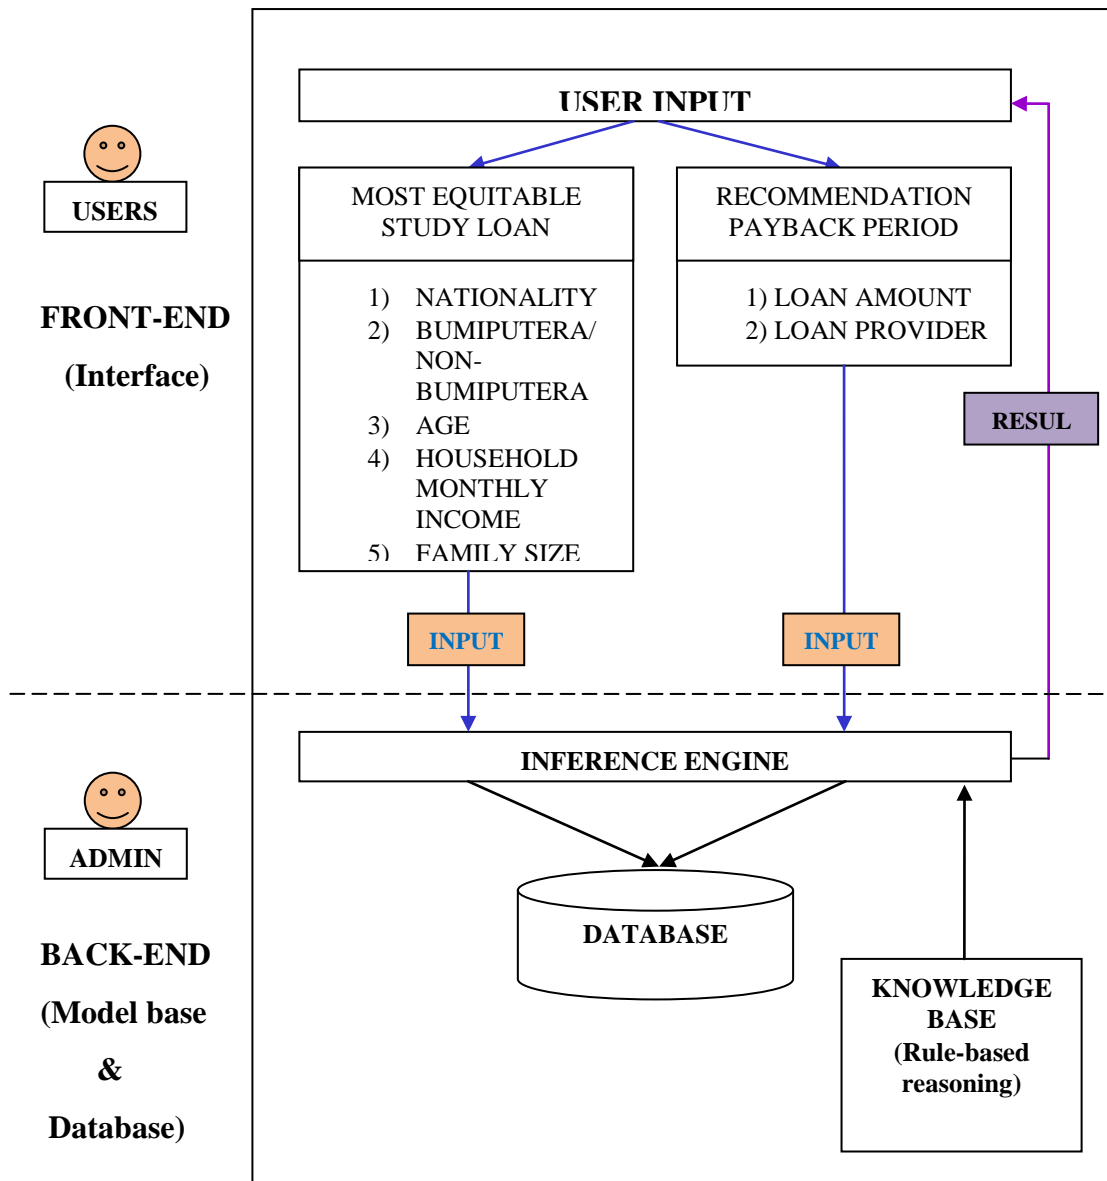 USER INPUT
USERS
MOST EQUITABLE
STUDY LOAN
RECOMMENDATION
PAYBACK PERIOD
FRONT-END
(Interface)
1) NATIONALITY
2) BUMIPUTERA/
NON-
BUMIPUTERA
3) AGE
4) HOUSEHOLD
MONTHLY
INCOME
5) FAMILY SIZE
1) LOAN AMOUNT
2) LOAN PROVIDER
RESUL
INPUT
INPUT
INFERENCE ENGINE
ADMIN
DATABASE
BACK-END
(Model base
&
Database)
KNOWLEDGE
BASE
(Rule-based
reasoning)